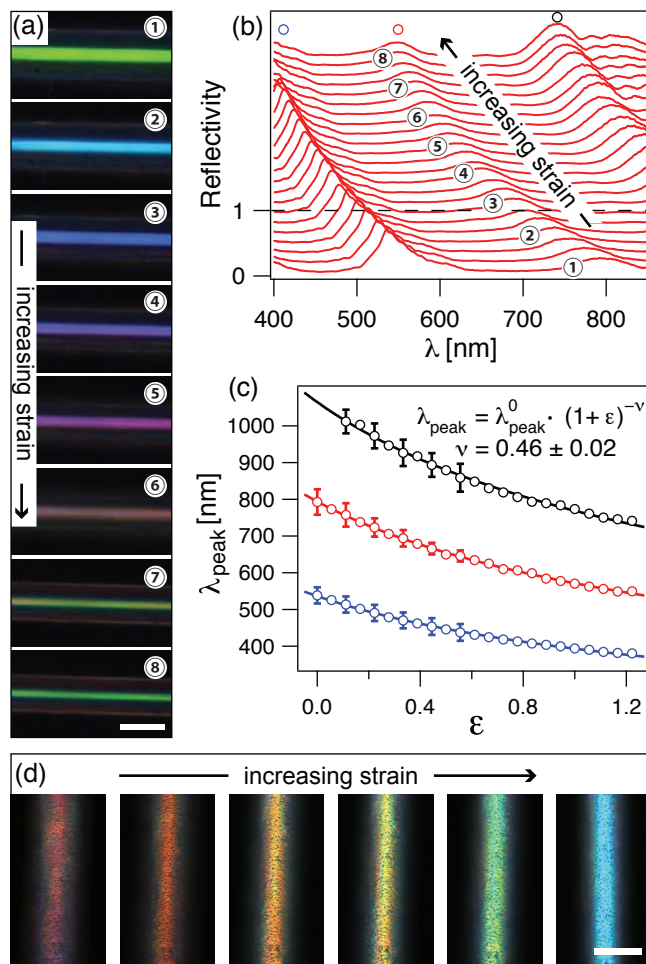 (a)
①
②
③
④
⑤
⑥
⑦
⑧
increasing strain
(b)
Reflectivity
1
0
⑧
⑦
⑥
⑤
④
③
②
①
increasing strain
400 500 600 700 800
λ [nm]
(c)
λpeak = λ⁰peak · (1+ ε)⁻ᵛ
ν = 0.46 ± 0.02
λpeak [nm]
1000
900
800
700
600
500
400
0.0 0.4 0.8 1.2
ε
(d)
increasing strain